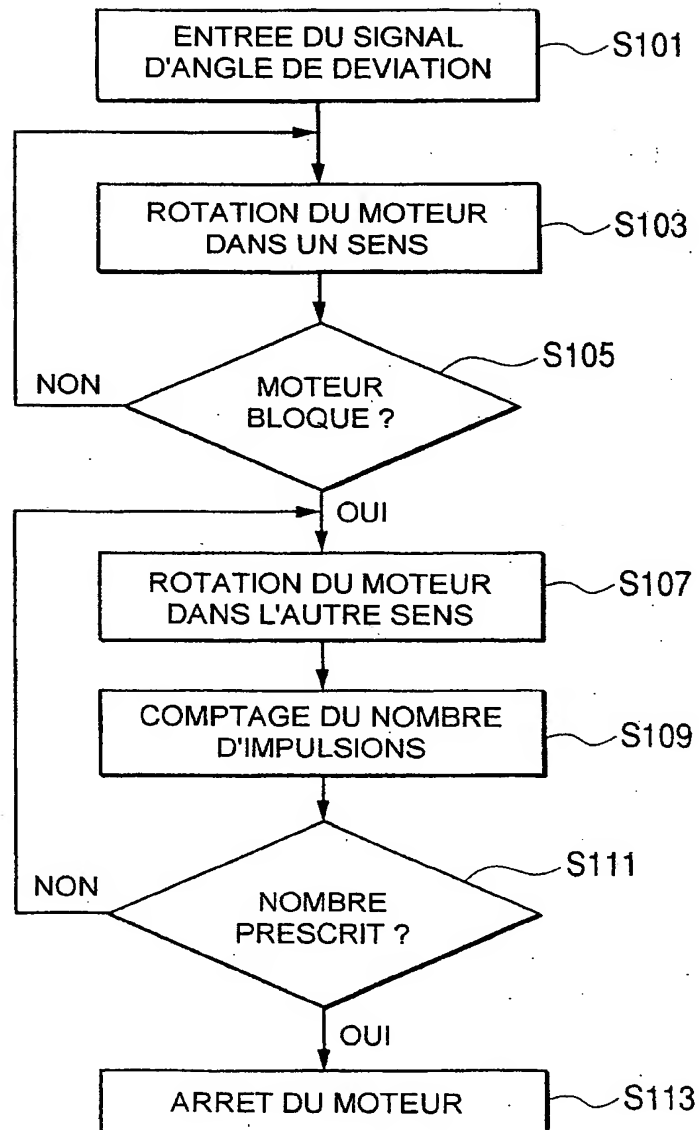 ENTREE DU SIGNAL
D'ANGLE DE DEVIATION
S101
ROTATION DU MOTEUR
DANS UN SENS
S103
MOTEUR
BLOQUE ?
S105
NON
OUI
ROTATION DU MOTEUR
DANS L'AUTRE SENS
S107
COMPTAGE DU NOMBRE
D'IMPULSIONS
S109
NOMBRE
PRESCRIT ?
S111
NON
OUI
ARRET DU MOTEUR
S113